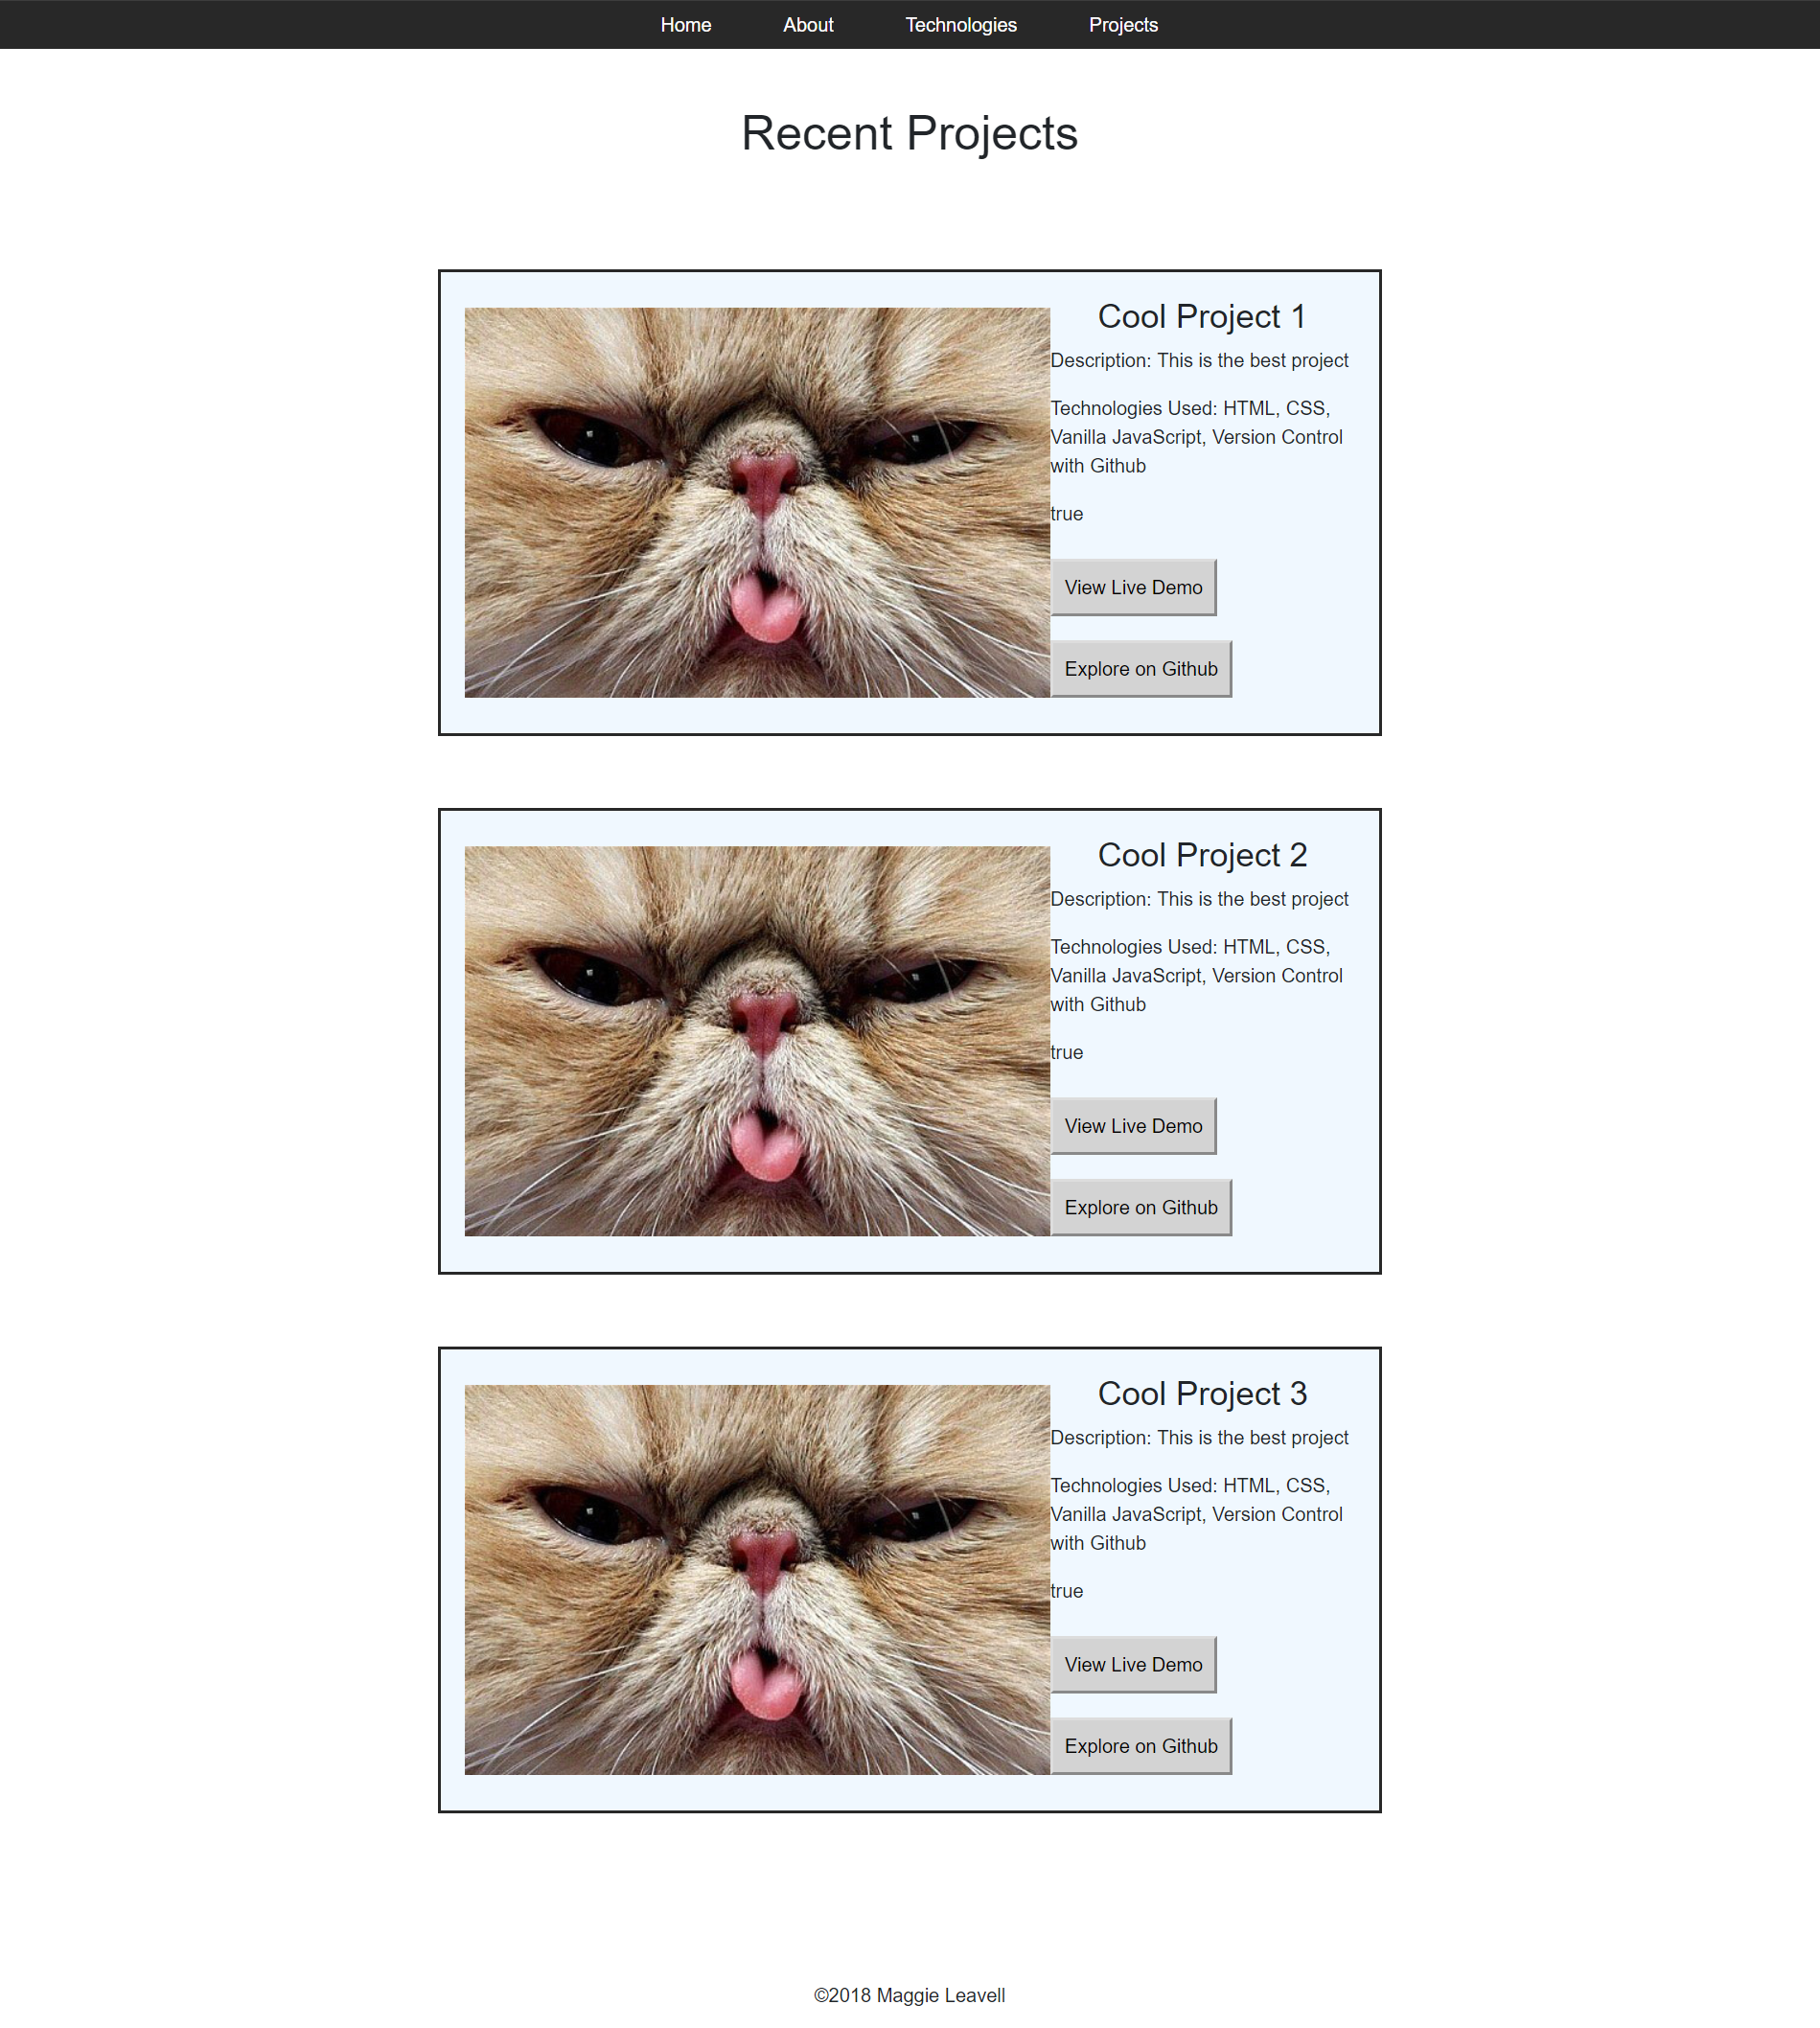 Home About Technologies Projects
Recent Projects
Cool Project 1
Description: This is the best project
Technologies Used: HTML, CSS,
Vanilla JavaScript, Version Control
with Github
true
View Live Demo
Explore on Github
Cool Project 2
Description: This is the best project
Technologies Used: HTML, CSS,
Vanilla JavaScript, Version Control
with Github
true
View Live Demo
Explore on Github
Cool Project 3
Description: This is the best project
Technologies Used: HTML, CSS,
Vanilla JavaScript, Version Control
with Github
true
View Live Demo
Explore on Github
©2018 Maggie Leavell